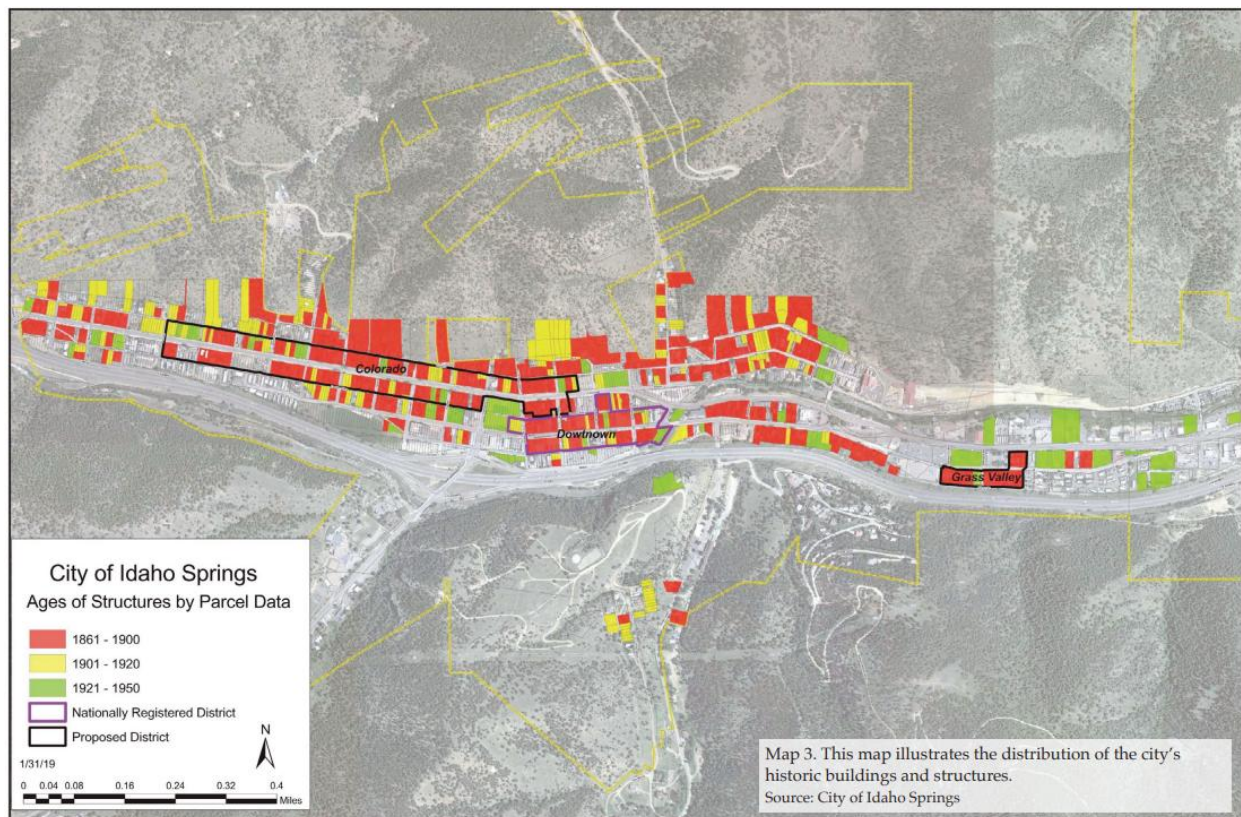 Colorado
Dowtnown
Grass Valley
City of Idaho Springs
Ages of Structures by Parcel Data
1861 - 1900
1901 - 1920
1921 - 1950
Nationally Registered District
Proposed District
N
1/31/19
0 0.04 0.08 0.16 0.24 0.32 0.4
Miles
Map 3. This map illustrates the distribution of the city's
historic buildings and structures.
Source: City of Idaho Springs